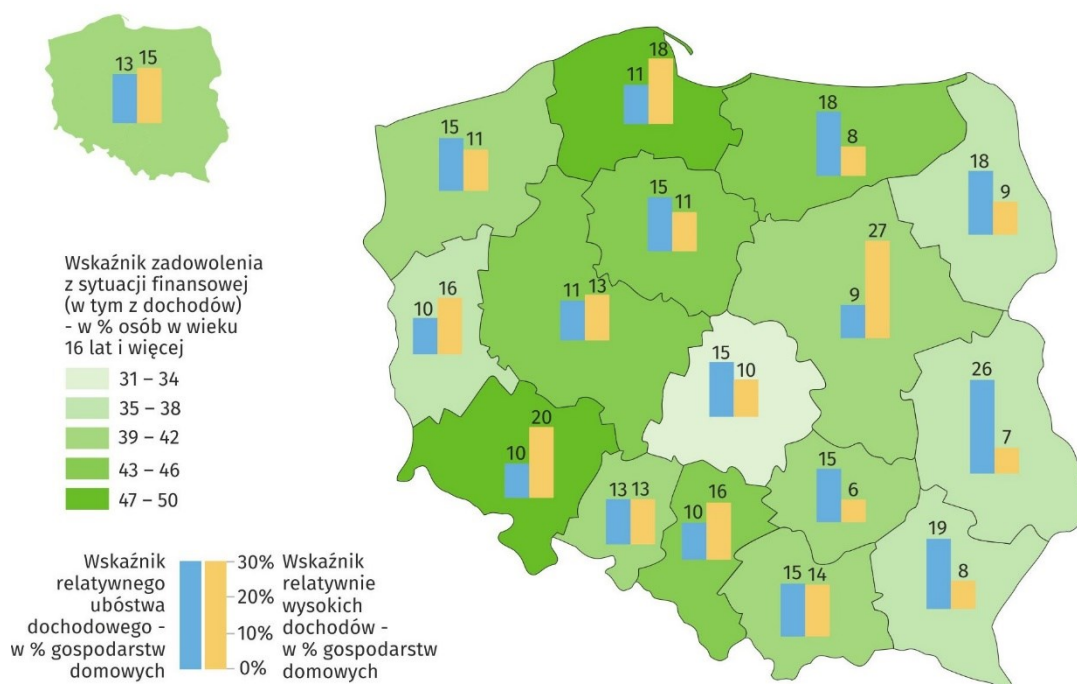 13 15
11 18
18 8
15 11
18 9
15 11
27
9
10 16
11 13
15 10
26 7
10 20
15 6
13 13
10 16
19 8
15 14
Wskaźnik zadowolenia
z sytuacji finansowej
(w tym z dochodów)
- w % osób w wieku
16 lat i więcej
31 – 34
35 – 38
39 – 42
43 – 46
47 – 50
Wskaźnik
relatywnego
ubóstwa
dochodowego -
w % gospodarstw
domowych
30%
20%
10%
0%
Wskaźnik
relatywnie
wysokich
dochodów -
w % gospodarstw
domowych